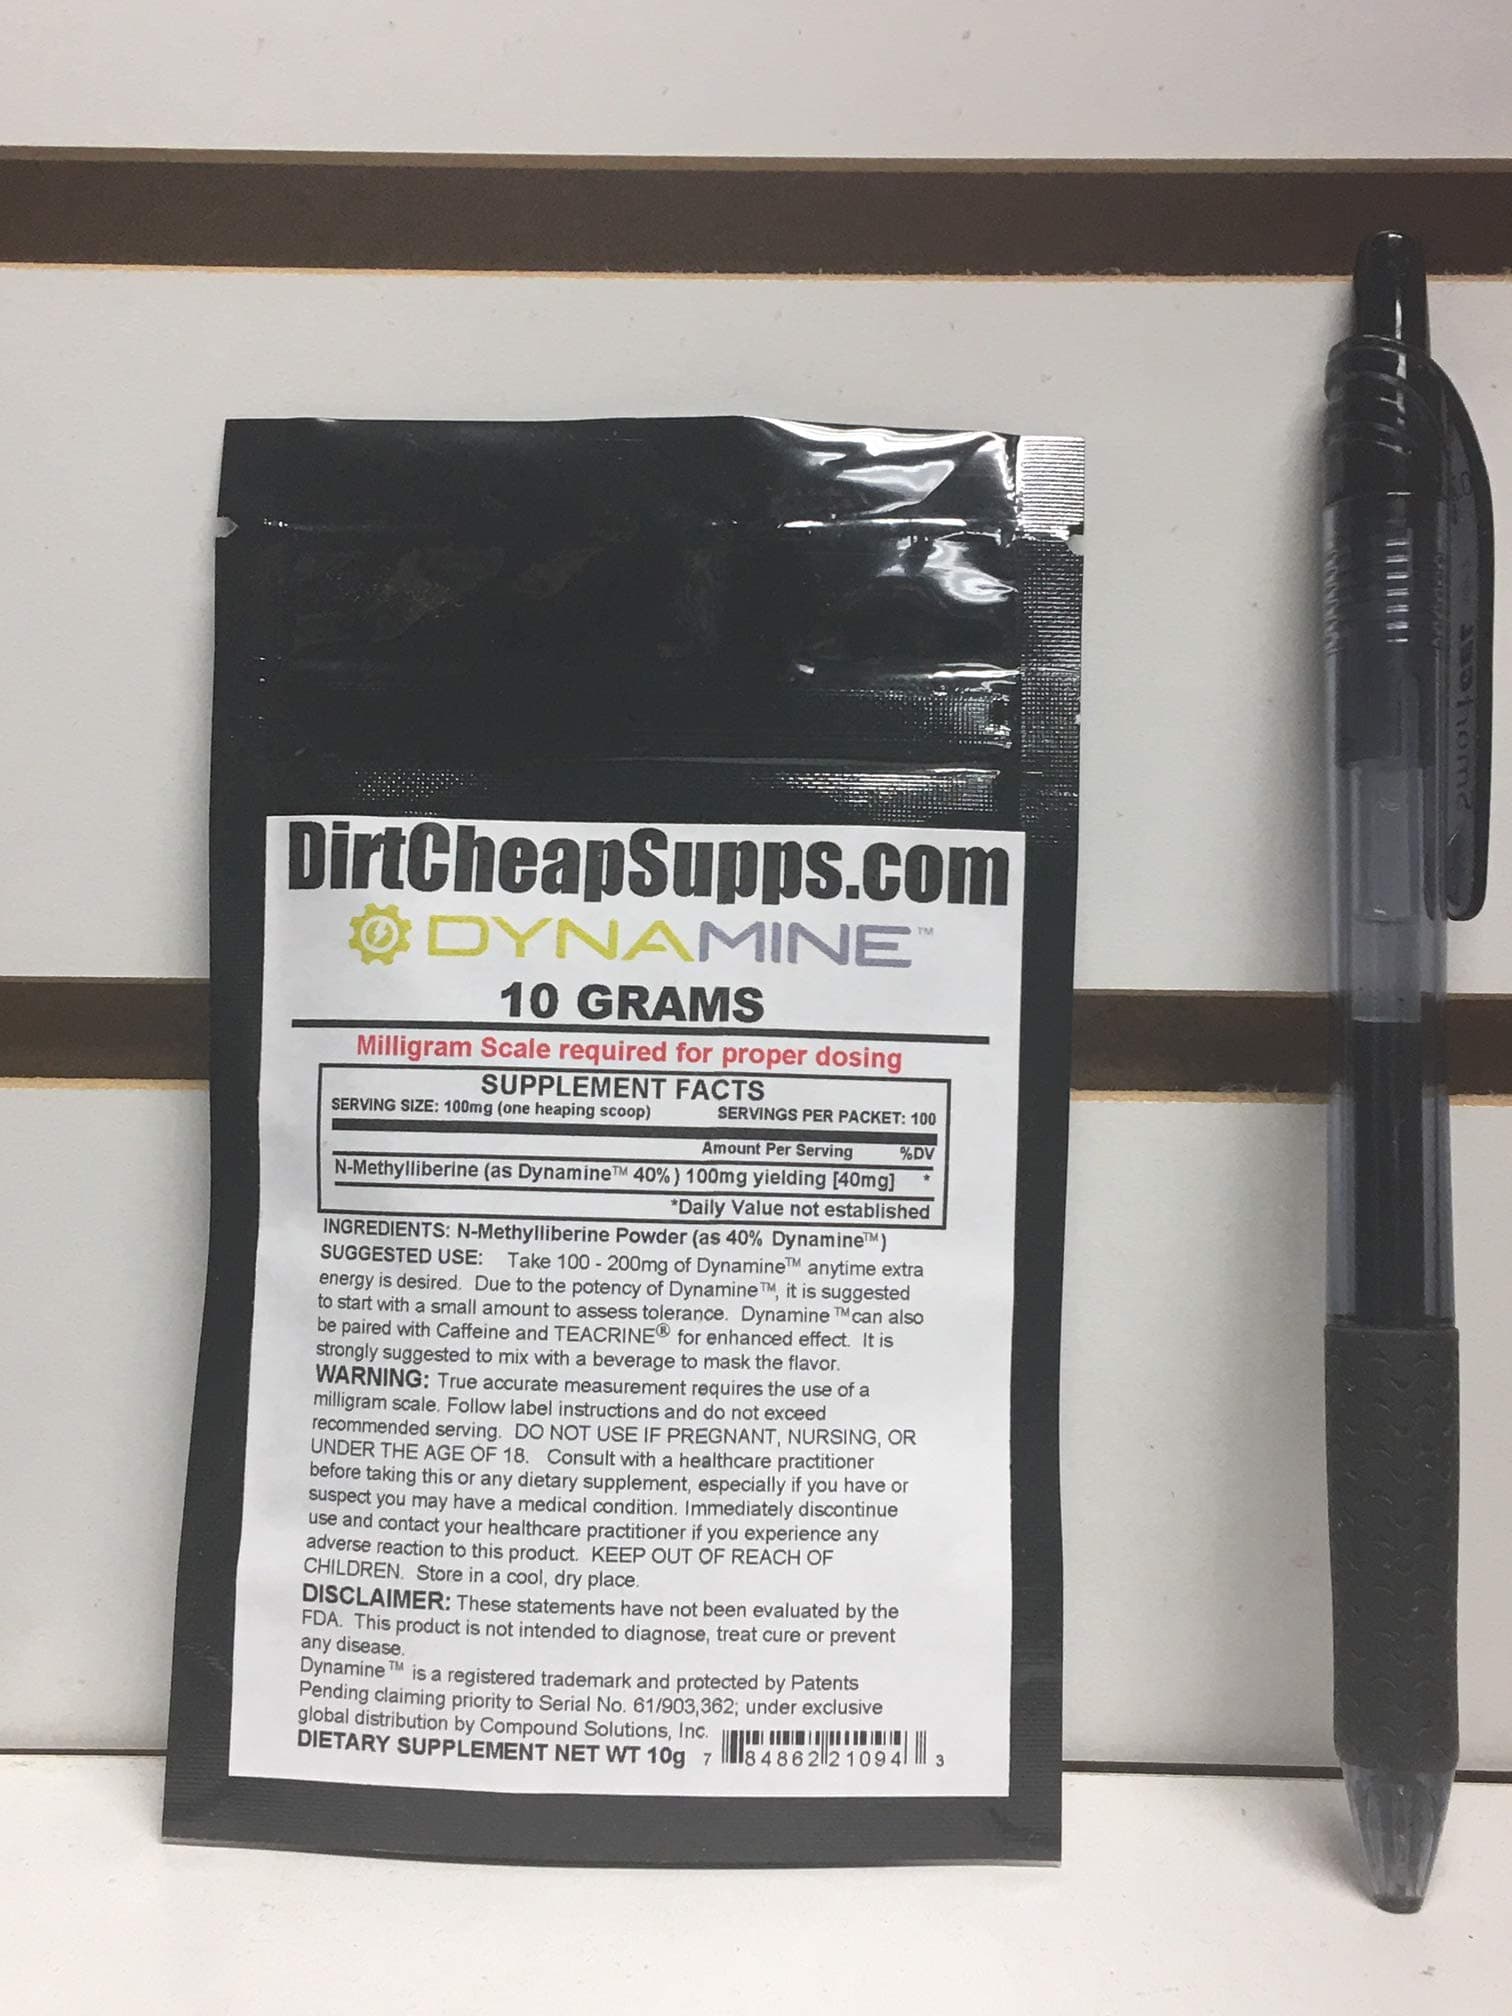 DirtCheapSupps.com
DYNAMINE™
10 GRAMS
Milligram Scale required for proper dosing
SUPPLEMENT FACTS
SERVING SIZE: 100mg (one heaping scoop) SERVINGS PER PACKET: 100
Amount Per Serving %DV
N-Methylliberine (as Dynamine™ 40%) 100mg yielding [40mg] *
*Daily Value not established
INGREDIENTS: N-Methylliberine Powder (as 40% Dynamine™)
SUGGESTED USE: Take 100 - 200mg of Dynamine™ anytime extra
energy is desired. Due to the potency of Dynamine™, it is suggested
to start with a small amount to assess tolerance. Dynamine™ can also
be paired with Caffeine and TEACRINE® for enhanced effect. It is
strongly suggested to mix with a beverage to mask the flavor.
WARNING: True accurate measurement requires the use of a
milligram scale. Follow label instructions and do not exceed
recommended serving. DO NOT USE IF PREGNANT, NURSING, OR
UNDER THE AGE OF 18. Consult with a healthcare practitioner
before taking this or any dietary supplement, especially if you have or
suspect you may have a medical condition. Immediately discontinue
use and contact your healthcare practitioner if you experience any
adverse reaction to this product. KEEP OUT OF REACH OF
CHILDREN. Store in a cool, dry place.
DISCLAIMER: These statements have not been evaluated by the
FDA. This product is not intended to diagnose, treat cure or prevent
any disease.
Dynamine™ is a registered trademark and protected by Patents
Pending claiming priority to Serial No. 61/903,362; under exclusive
global distribution by Compound Solutions, Inc.
DIETARY SUPPLEMENT NET WT 10g 7 84862 21094 3